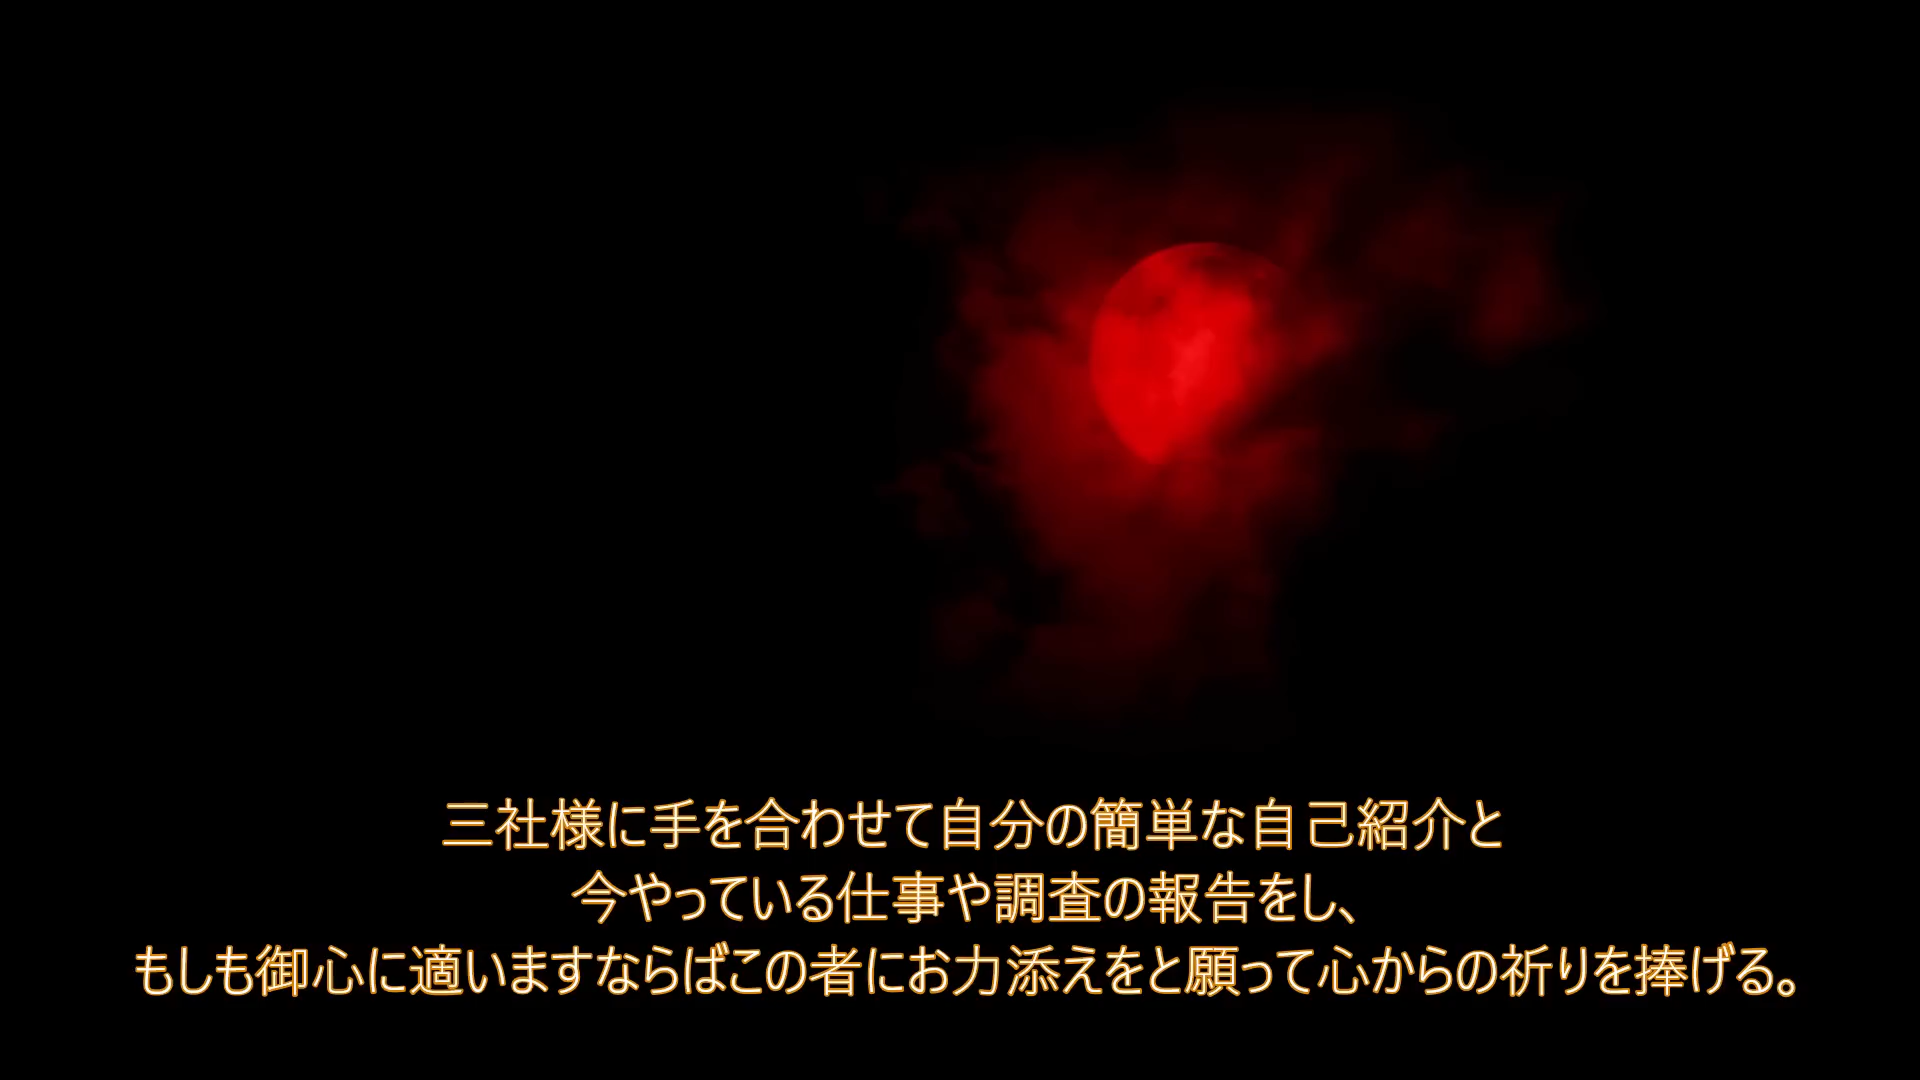 三社様に手を合わせて自分の簡単な自己紹介と
今やっている仕事や調査の報告をし、
もしも御心に適いますならばこの者にお力添えをと願って心からの祈りを捧げる。